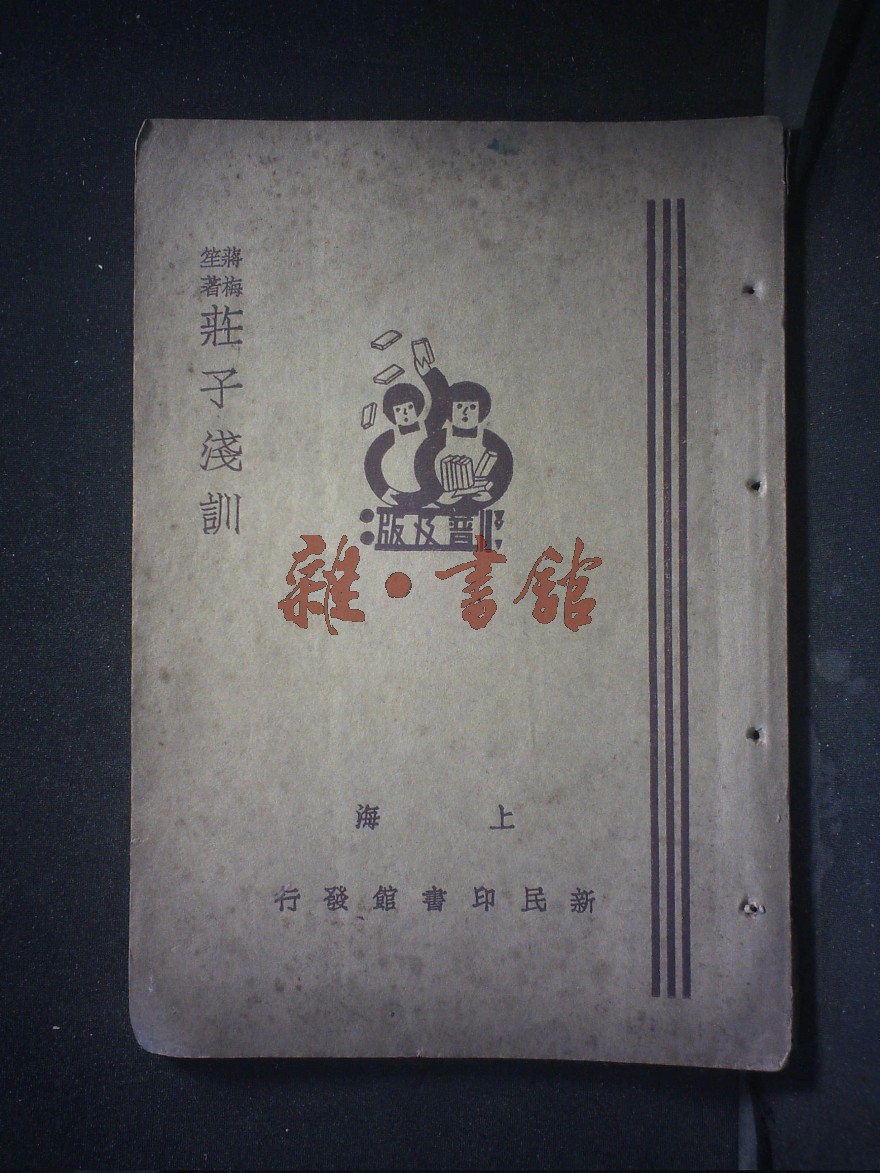 蔣梅
笙著
莊子淺訓
普及版
雜·書館
上海
新民印書館發行